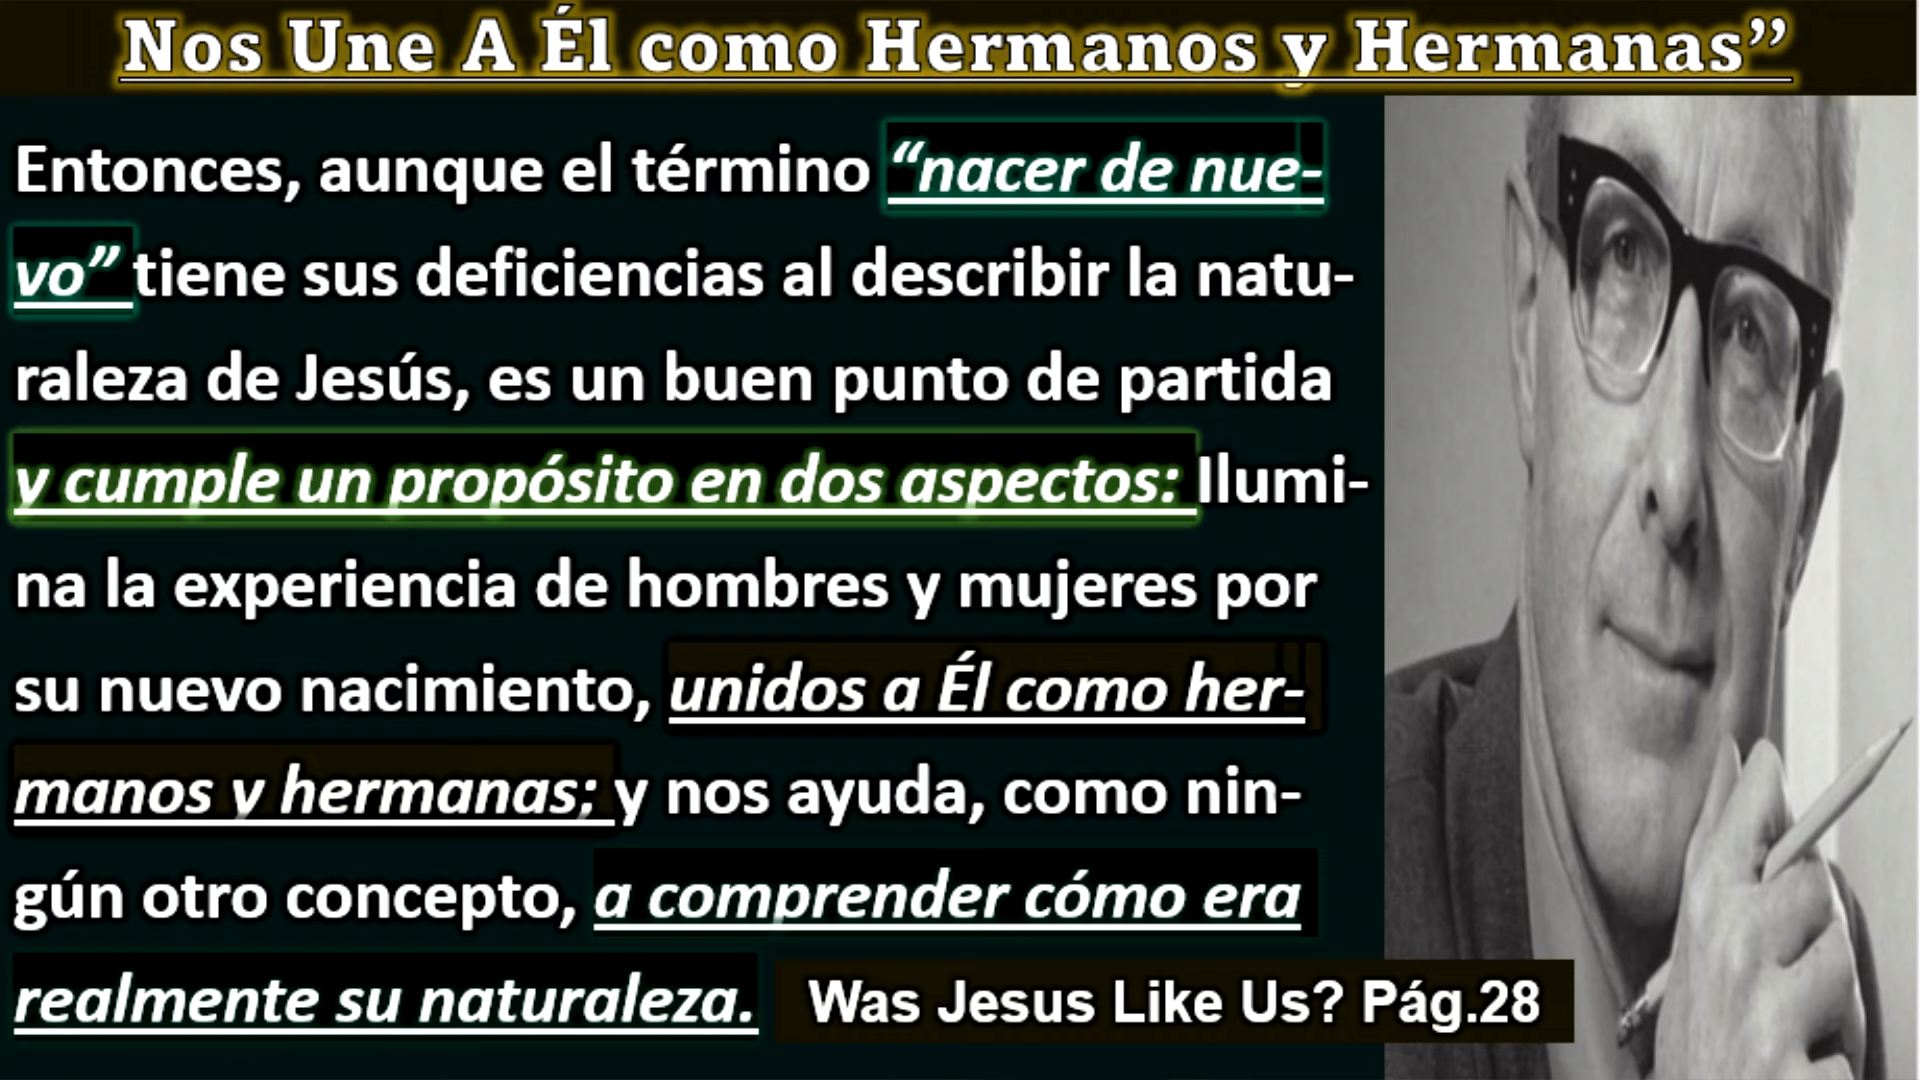 Nos Une A Él como Hermanos y Hermanas”
Entonces, aunque el término “nacer de nue-
vo” tiene sus deficiencias al describir la natu-
raleza de Jesús, es un buen punto de partida
y cumple un propósito en dos aspectos: Ilumi-
na la experiencia de hombres y mujeres por
su nuevo nacimiento, unidos a Él como her-
manos y hermanas; y nos ayuda, como nin-
gún otro concepto, a comprender cómo era
realmente su naturaleza. Was Jesus Like Us? Pág.28